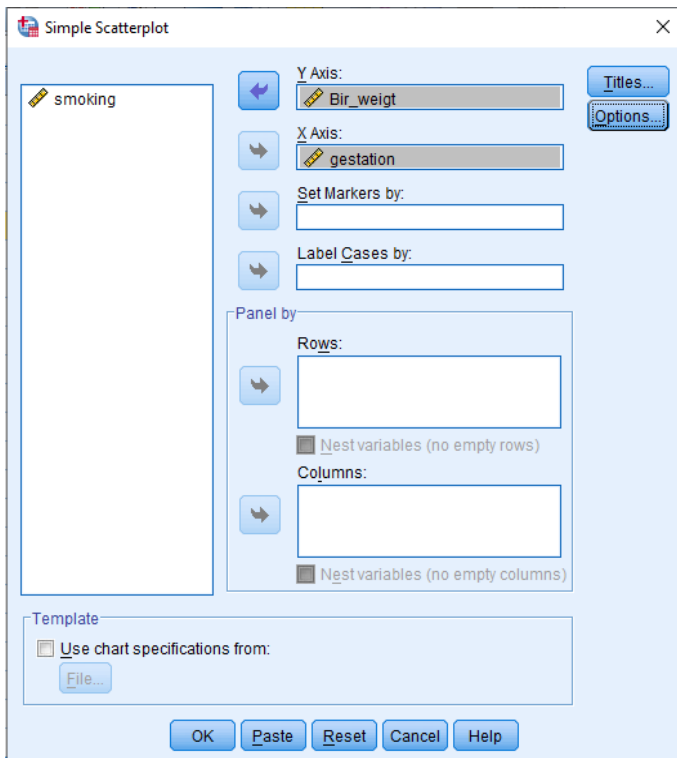 Simple Scatterplot
smoking
Y Axis:
Bir_weigt
X Axis:
gestation
Set Markers by:
Label Cases by:
Panel by
Rows:
Nest variables (no empty rows)
Columns:
Nest variables (no empty columns)
Titles...
Options...
Template
Use chart specifications from:
File...
OK Paste Reset Cancel Help